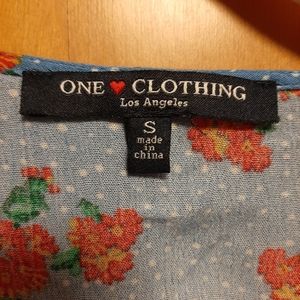 ONE ♥ CLOTHING
Los Angeles
S
made
in
china